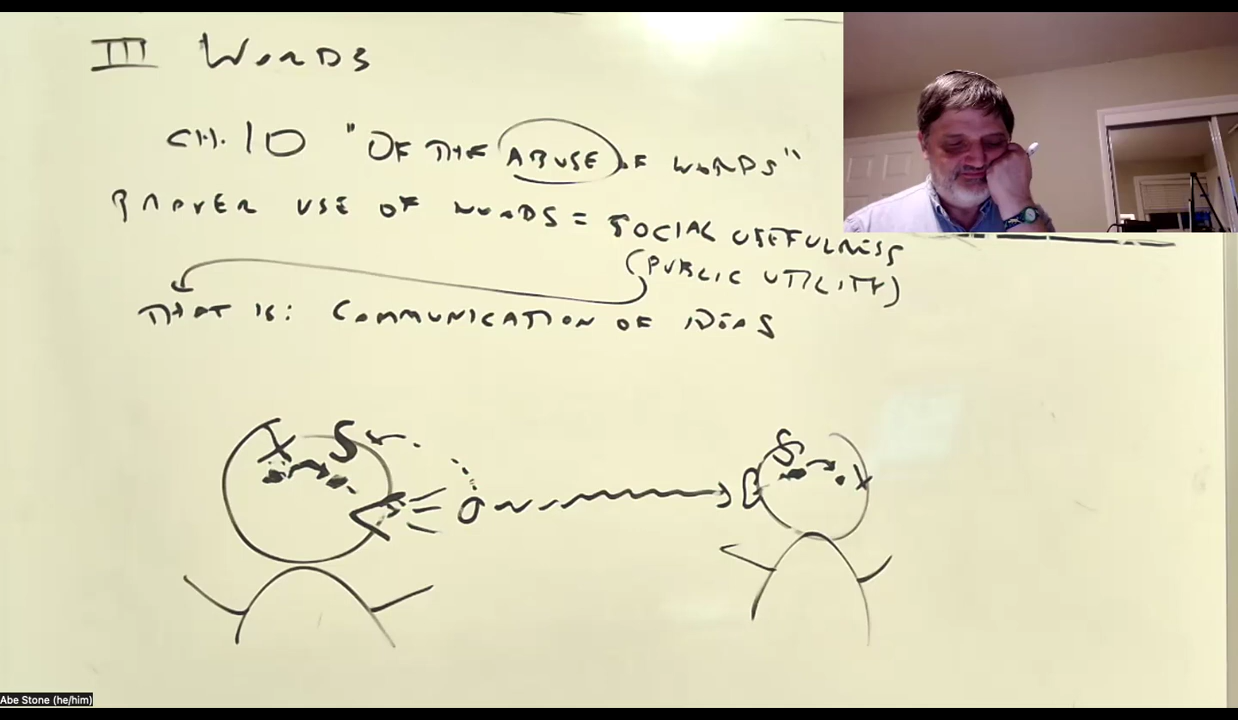 III WORDS
CH. 10 "OF THE ABUSE OF WORDS"
PROPER USE OF WORDS = SOCIAL USEFULNESS
(PUBLIC UTILITY)
THAT IS: COMMUNICATION OF IDEAS
X S
S X
Abe Stone (he/him)